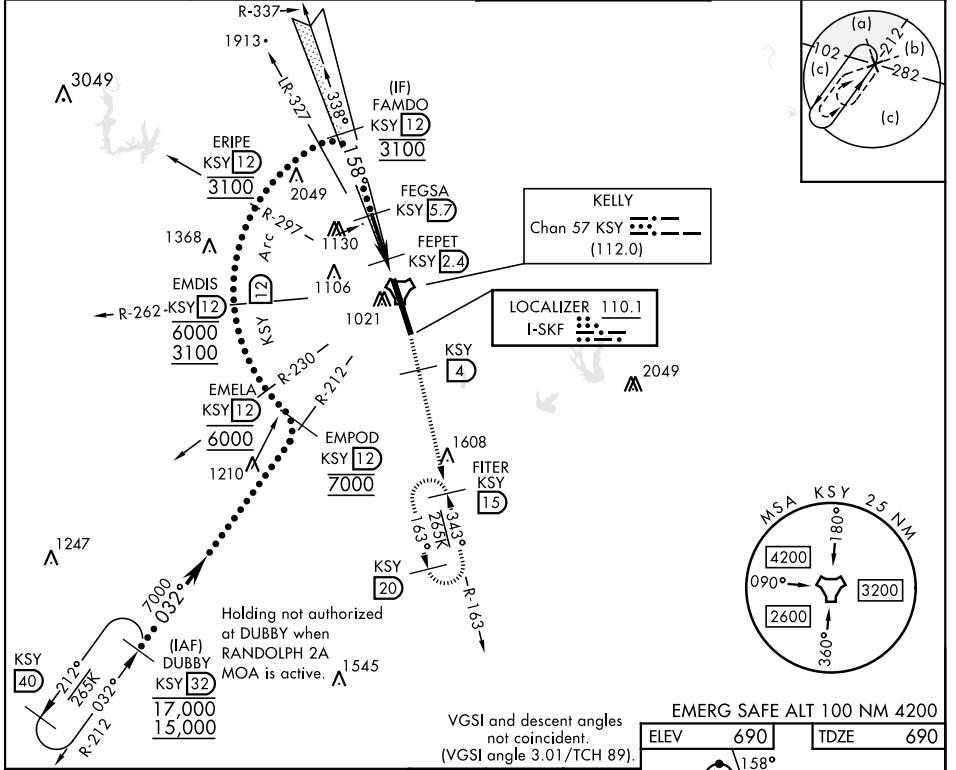 R-337
1913
LR-327
338°
158°
3049
(IF)
FAMDO
KSY 12
3100
ERIPE
KSY 12
3100
2049
R-297
FEGSA
KSY 5.7
1130
FEPET
KSY 2.4
1368
Arc
KSY 12
1106
1021
EMDIS
R-262
KSY 12
6000
3100
R-230
R-212
EMELA
KSY 12
6000
1210
EMPOD
KSY 12
7000
KELLY
Chan 57 KSY
(112.0)
LOCALIZER 110.1
I-SKF
KSY
4
2049
1608
FITER
KSY
15
343°
265K
163°
KSY
20
R-163
1247
7000
032°
Holding not authorized
at DUBBY when
RANDOLPH 2A
MOA is active.
1545
(IAF)
DUBBY
KSY 32
17,000
15,000
KSY
40
212°
265K
032°
R-212
(a)
212
(b)
102
(c)
282
(c)
MSA KSY 25 NM
180°
4200
090°
3200
2600
360°
VGSI and descent angles
not coincident.
(VGSI angle 3.01/TCH 89).
EMERG SAFE ALT 100 NM 4200
ELEV 690
TDZE 690
158°